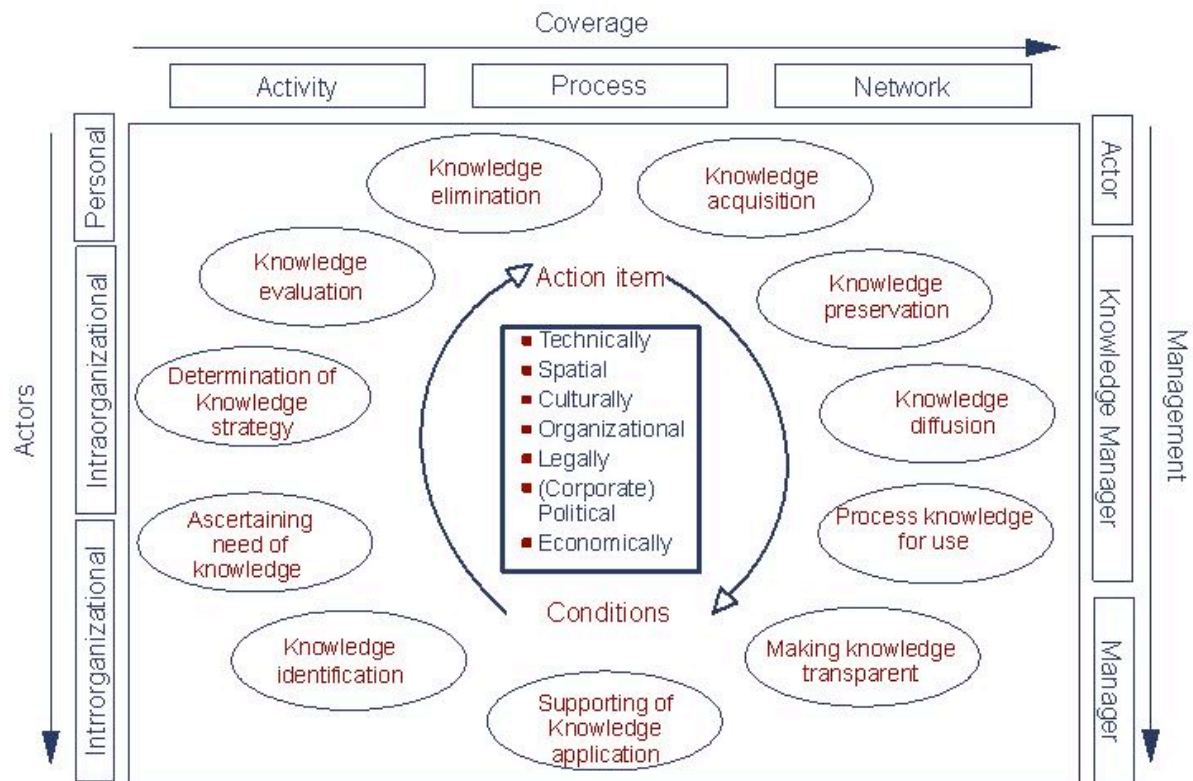 Coverage
Activity
Process
Network
Actors
Personal
Intraorganizational
Intrrorganizational
Knowledge
elimination
Knowledge
acquisition
Knowledge
evaluation
Knowledge
preservation
Determination of
Knowledge
strategy
Knowledge
diffusion
Ascertaining
need of
knowledge
Process knowledge
for use
Knowledge
identification
Making knowledge
transparent
Supporting of
Knowledge
application
Action item
Technically
Spatial
Culturally
Organizational
Legally
(Corporate)
Political
Economically
Conditions
Actor
Knowledge Manager
Manager
Management